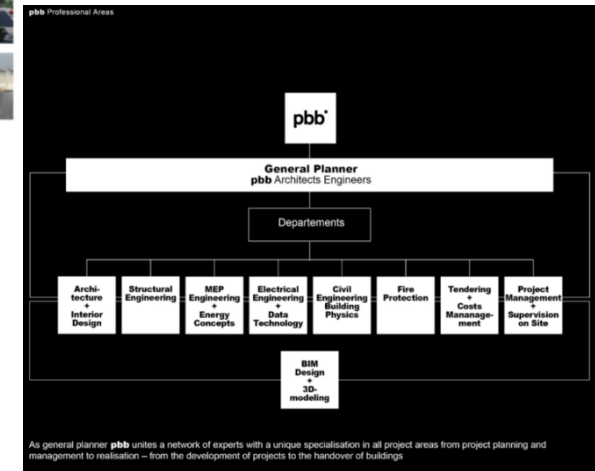 pbb Professional Areas
pbb
General Planner
pbb Architects Engineers
Departements
Archi-
tecture
+
Interior
Design
Structural
Engineering
MEP
Engineering
+
Energy
Concepts
Electrical
Engineering
+
Data
Technology
Civil
Engineering
Building
Physics
Fire
Protection
Tendering
+
Costs
Mananage-
ment
Project
Management
+
Supervision
on Site
BIM
Design
+
3D-
modeling
As general planner pbb unites a network of experts with a unique specialisation in all project areas from project planning and
management to realisation – from the development of projects to the handover of buildings